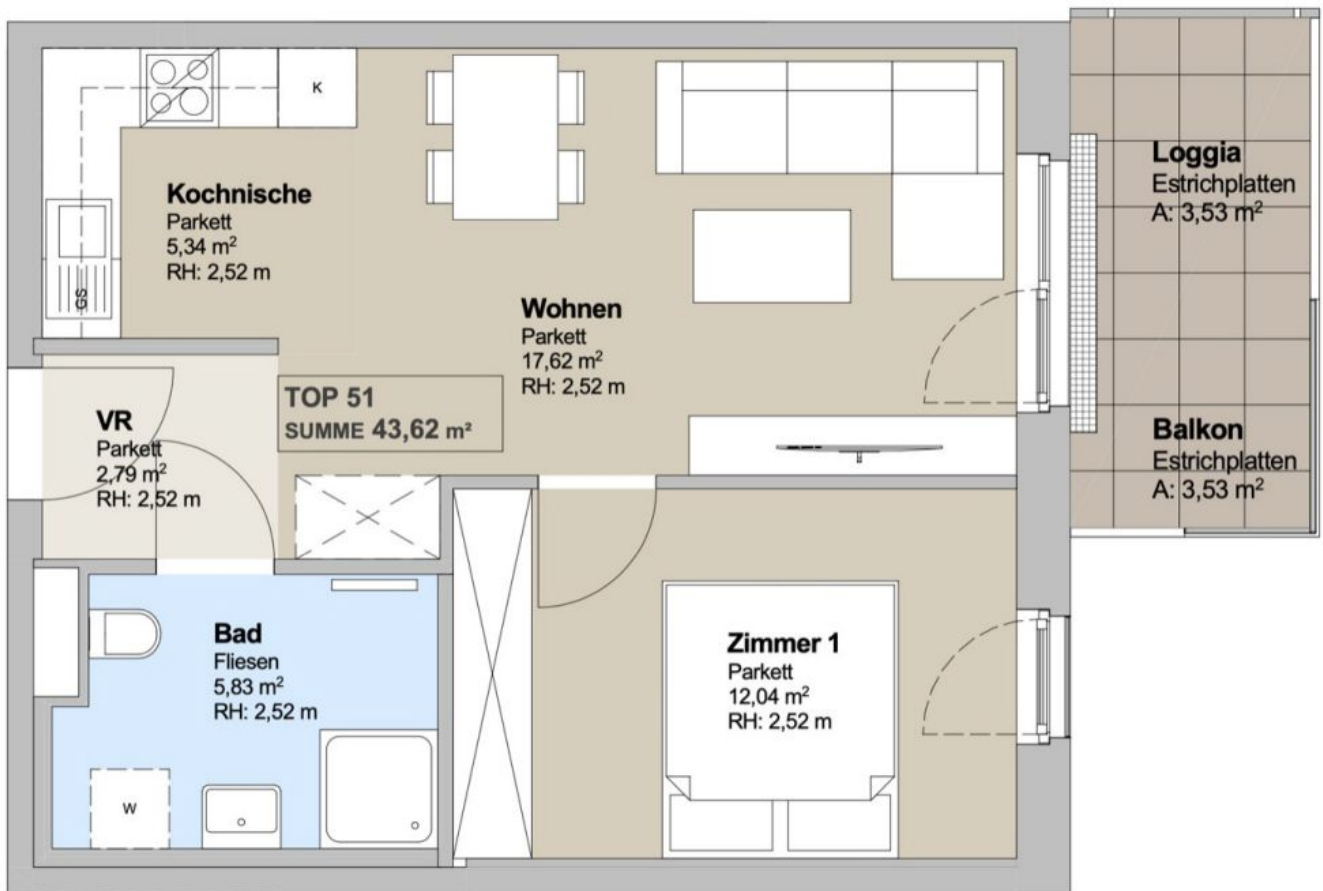 K
Kochnische
Parkett
5,34 m²
RH: 2,52 m
GS
Loggia
Estrichplatten
A: 3,53 m²
Wohnen
Parkett
17,62 m²
RH: 2,52 m
TOP 51
SUMME 43,62 m²
VR
Parkett
2,79 m²
RH: 2,52 m
Balkon
Estrichplatten
A: 3,53 m²
Bad
Fliesen
5,83 m²
RH: 2,52 m
W
Zimmer 1
Parkett
12,04 m²
RH: 2,52 m